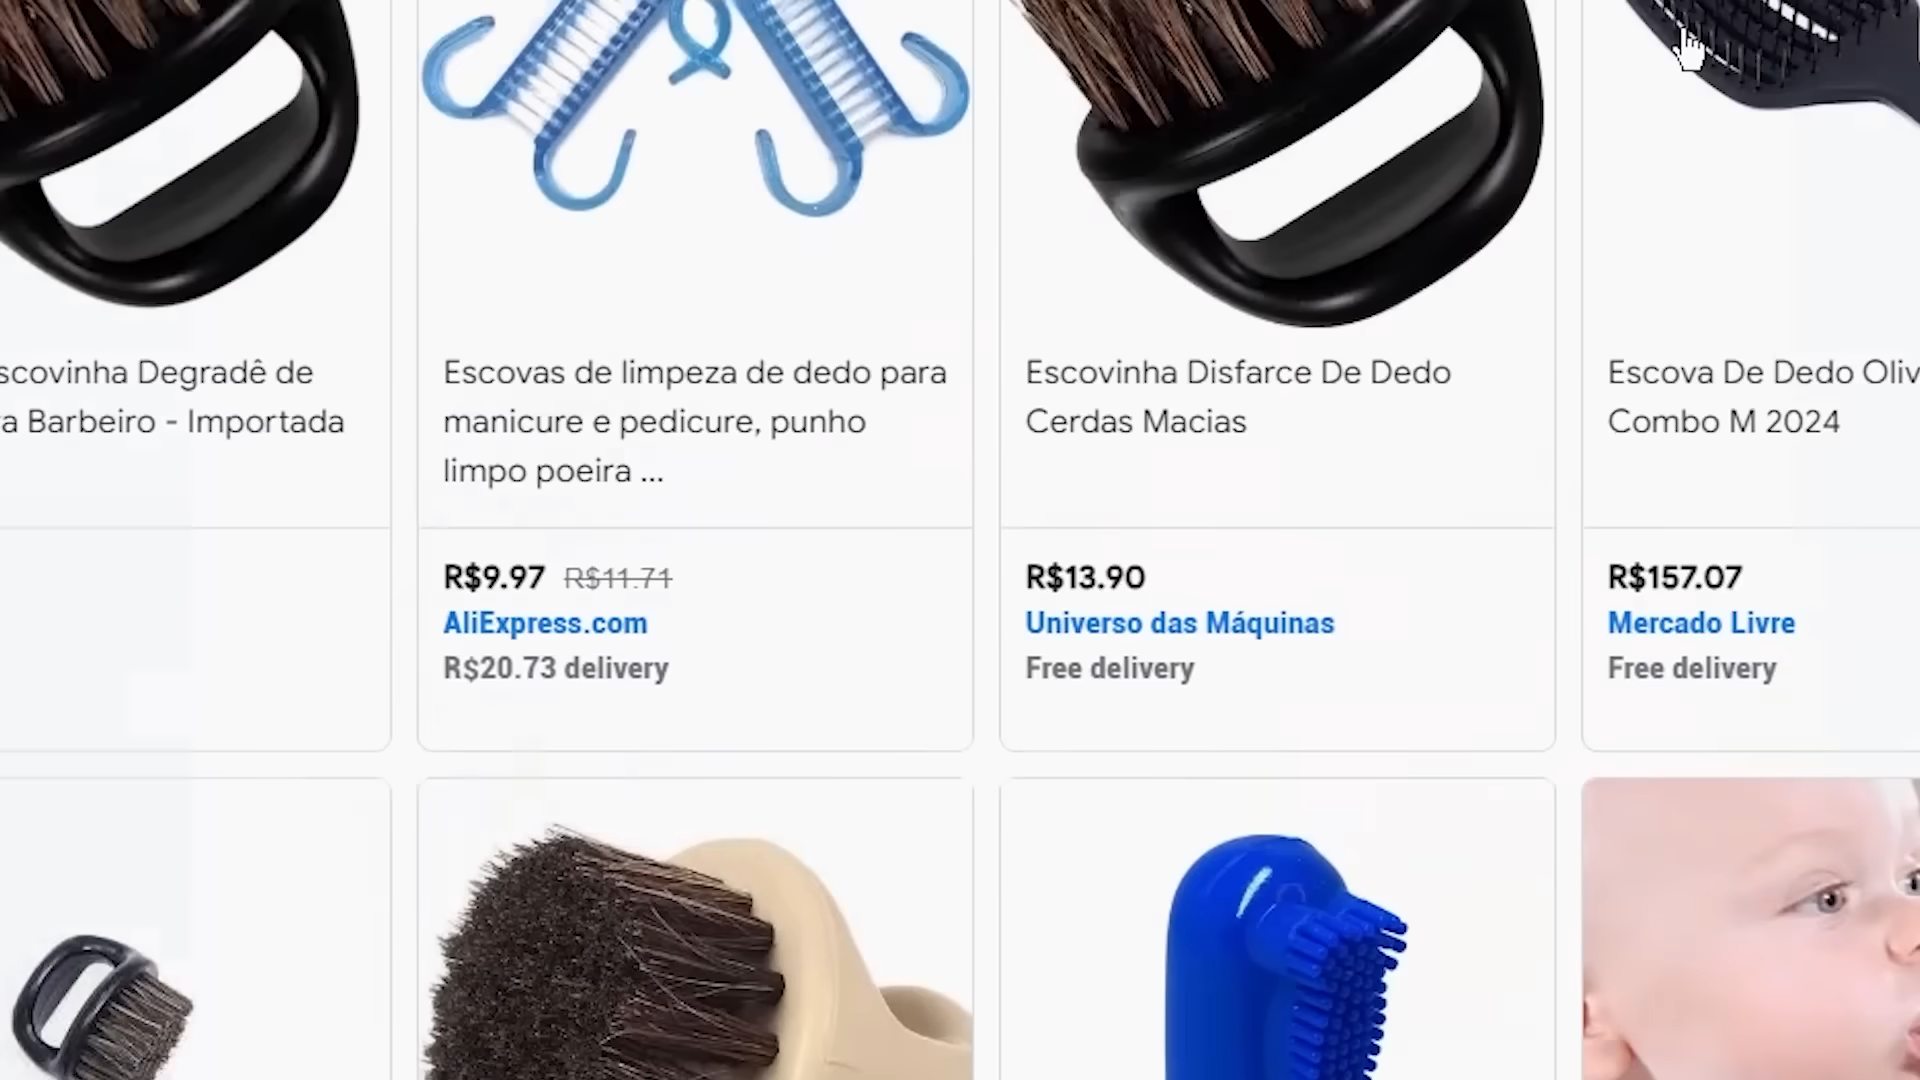 scovinha Degradê de
a Barbeiro - Importada
Escovas de limpeza de dedo para
manicure e pedicure, punho
limpo poeira ...
R$9.97 R$11.71
AliExpress.com
R$20.73 delivery
Escovinha Disfarce De Dedo
Cerdas Macias
R$13.90
Universo das Máquinas
Free delivery
Escova De Dedo Oliv
Combo M 2024
R$157.07
Mercado Livre
Free delivery